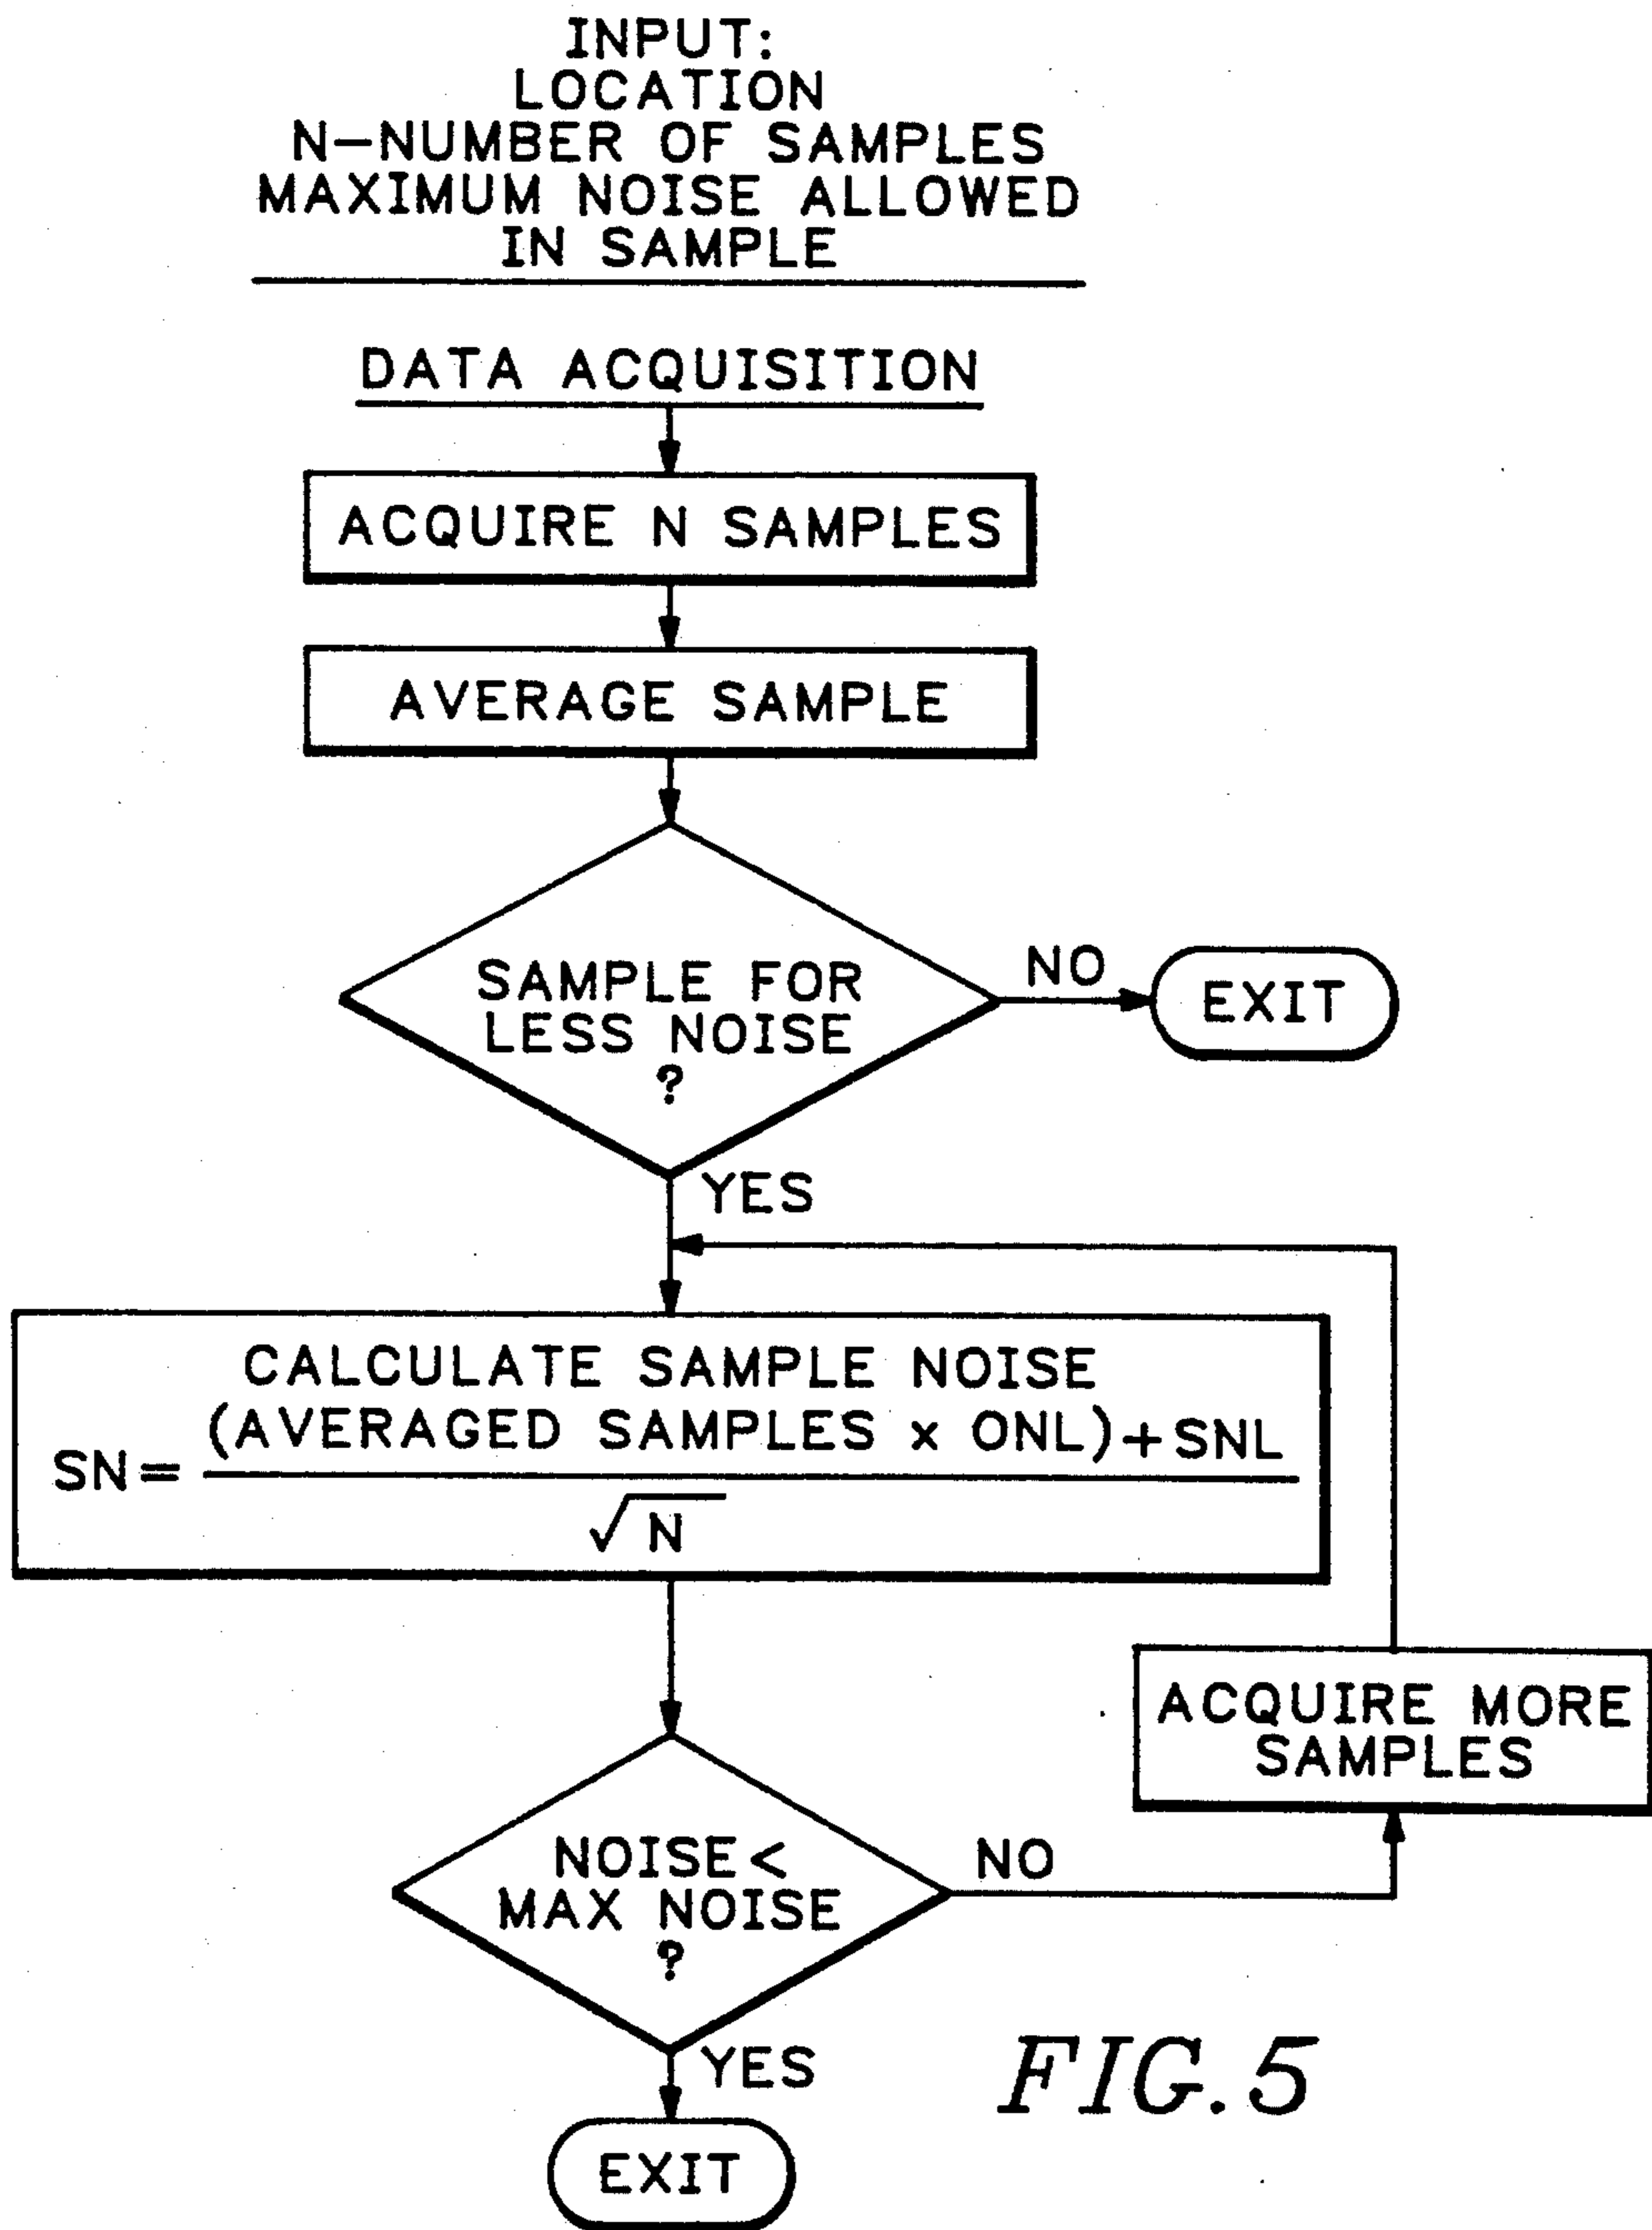 INPUT:
LOCATION
N-NUMBER OF SAMPLES
MAXIMUM NOISE ALLOWED
IN SAMPLE
DATA ACQUISITION
ACQUIRE N SAMPLES
AVERAGE SAMPLE
SAMPLE FOR
LESS NOISE
?
NO
EXIT
YES
CALCULATE SAMPLE NOISE
SN= (AVERAGED SAMPLES x ONL)+SNL
√N
ACQUIRE MORE
SAMPLES
NOISE<
MAX NOISE
?
NO
YES
EXIT
FIG.5